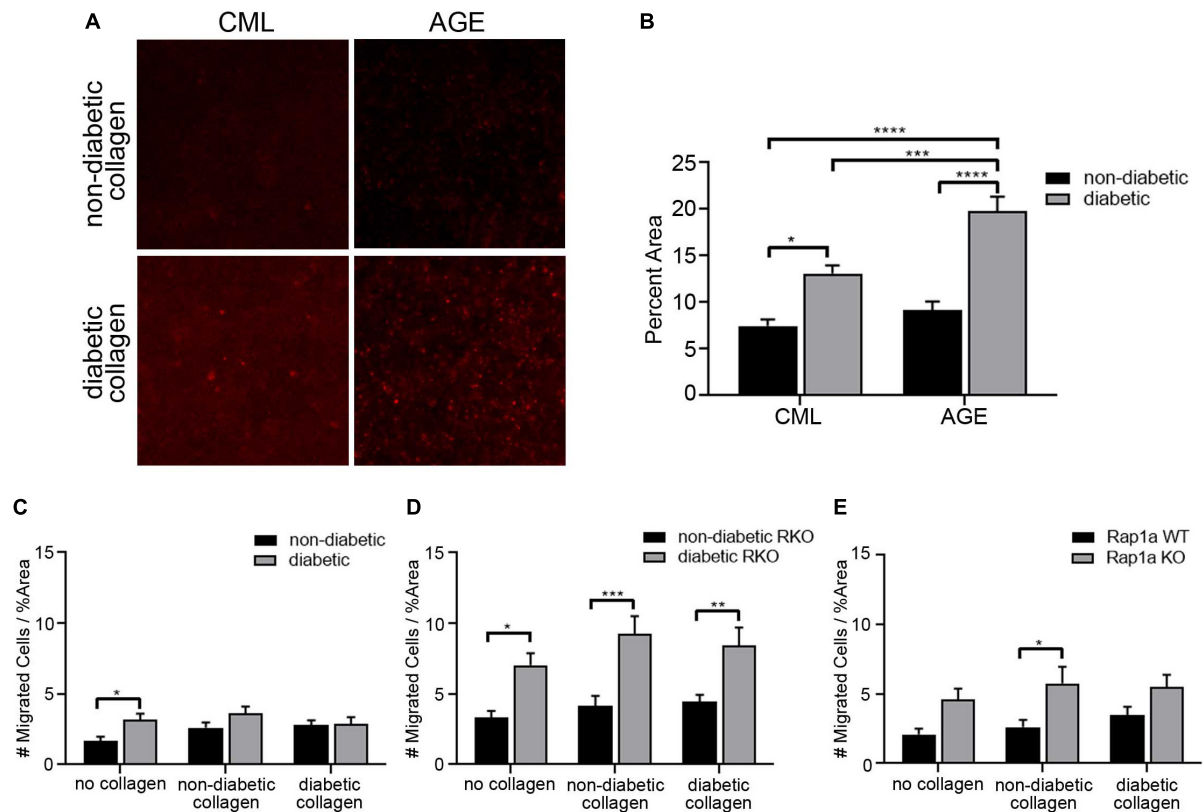 A
CML
AGE
non-diabetic
collagen
diabetic
collagen
B
****
***
****
*
25
20
15
10
5
0
Percent Area
CML
AGE
non-diabetic
diabetic
C
non-diabetic
diabetic
15
10
5
0
# Migrated Cells / %Area
*
no collagen
non-diabetic
collagen
diabetic
collagen
D
non-diabetic RKO
diabetic RKO
15
10
5
0
# Migrated Cells / %Area
*
***
**
no collagen
non-diabetic
collagen
diabetic
collagen
E
Rap1a WT
Rap1a KO
15
10
5
0
# Migrated Cells / %Area
*
no collagen
non-diabetic
collagen
diabetic
collagen